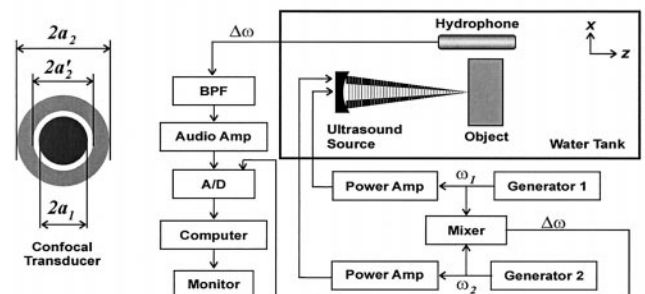 2a₂
2a′₂
2a₁
Confocal
Transducer
Δω
BPF
Audio Amp
A/D
Computer
Monitor
Hydrophone
x
z
Ultrasound
Source
Object
Water Tank
Power Amp
ω₁
Generator 1
Mixer
Δω
Power Amp
ω₂
Generator 2